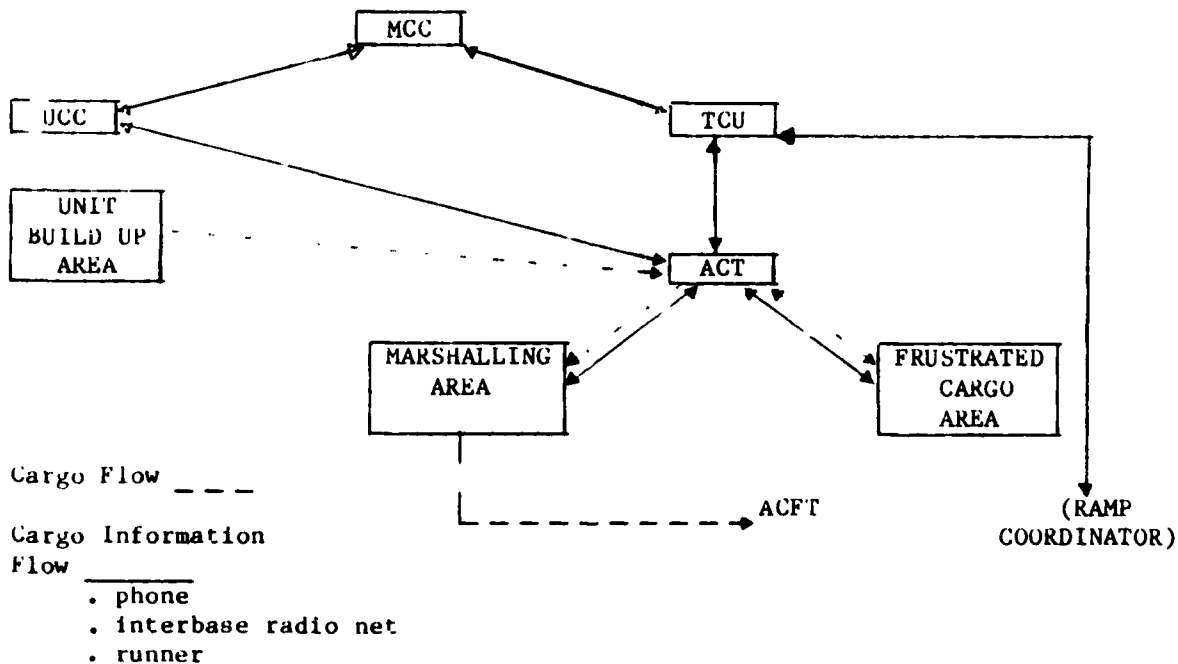 MCC
UCC
TCU
UNIT
BUILD UP
AREA
ACT
MARSHALLING
AREA
FRUSTRATED
CARGO
AREA
Cargo Flow
ACFT
(RAMP
COORDINATOR)
Cargo Information
Flow
. phone
. interbase radio net
. runner